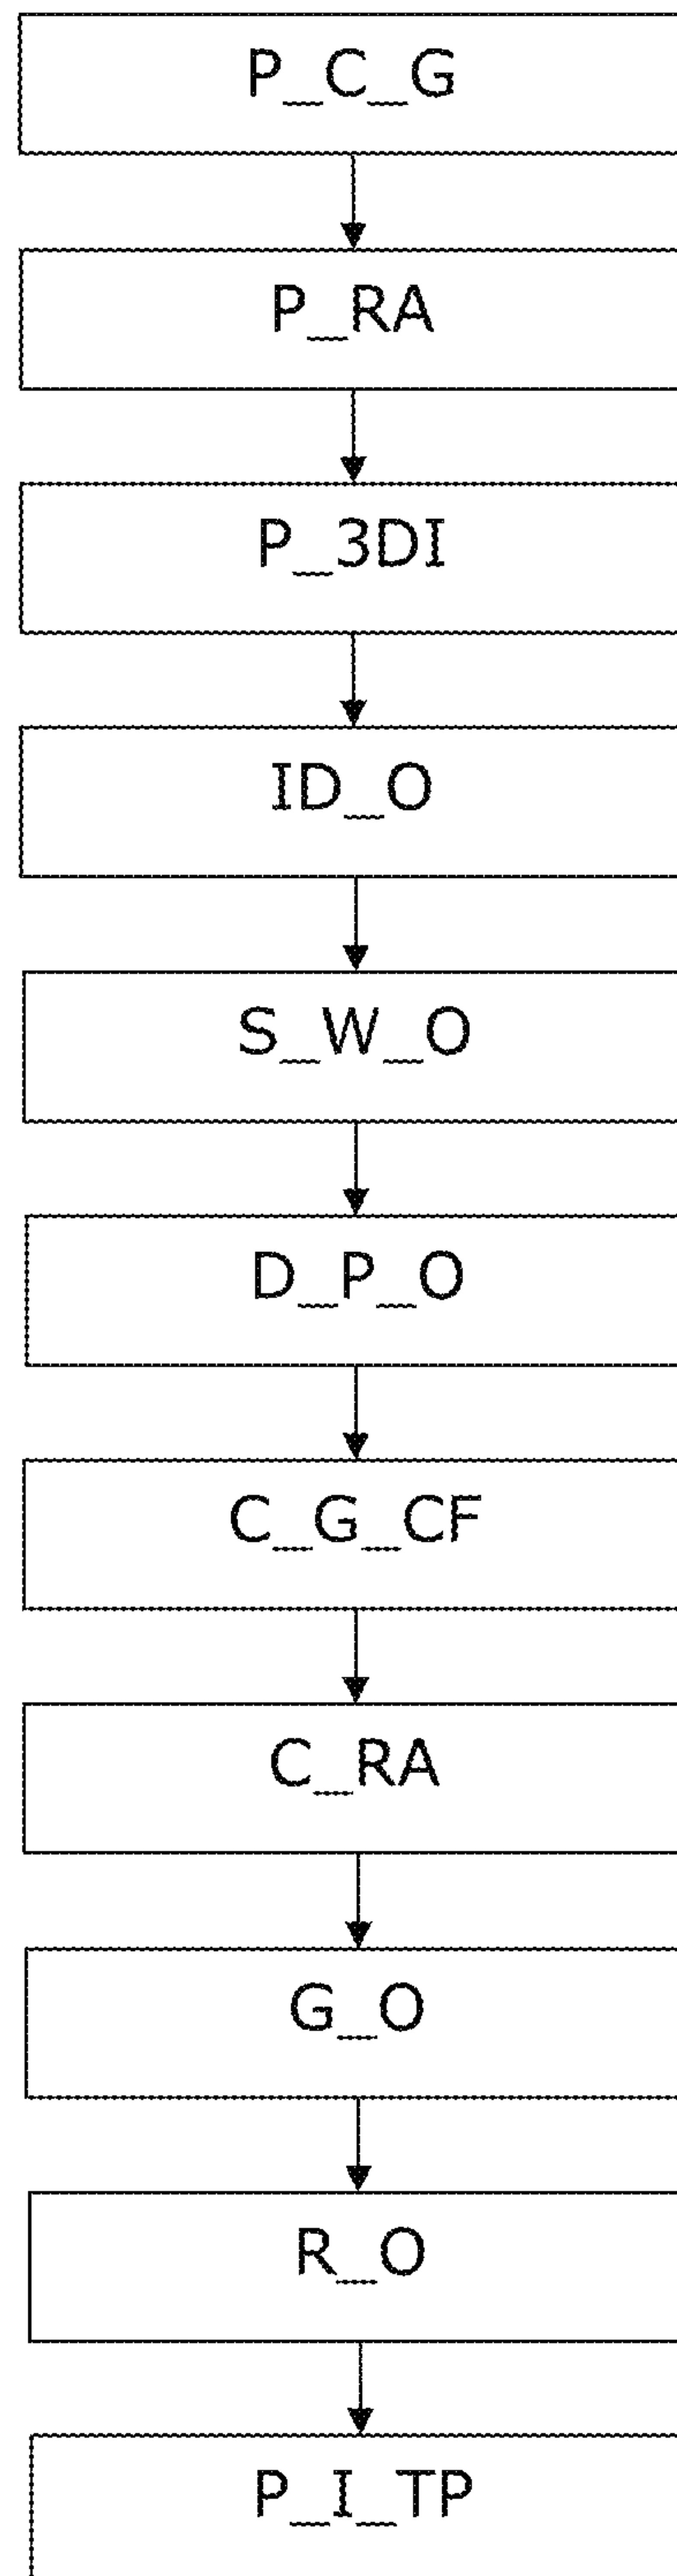 P_C_G
P_RA
P_3DI
ID_O
S_W_O
D_P_O
C_G_CF
C_RA
G_O
R_O
P_I_TP